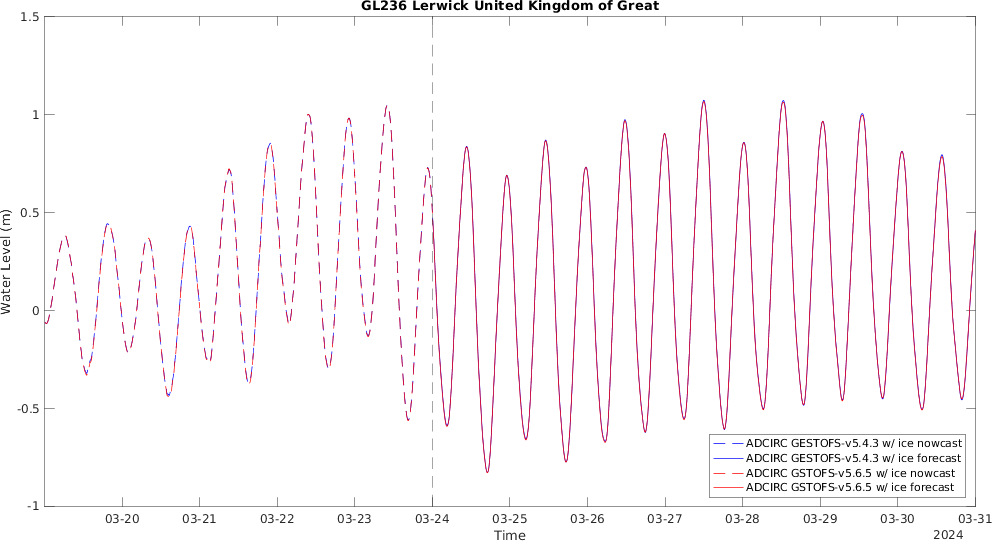 GL236 Lerwick United Kingdom of Great
1.5
1
0.5
0
-0.5
-1
Water Level (m)
ADCIRC GESTOFS-v5.4.3 w/ ice nowcast
ADCIRC GESTOFS-v5.4.3 w/ ice forecast
ADCIRC GSTOFS-v5.6.5 w/ ice nowcast
ADCIRC GSTOFS-v5.6.5 w/ ice forecast
03-20 03-21 03-22 03-23 03-24 03-25 03-26 03-27 03-28 03-29 03-30 03-31
Time
2024